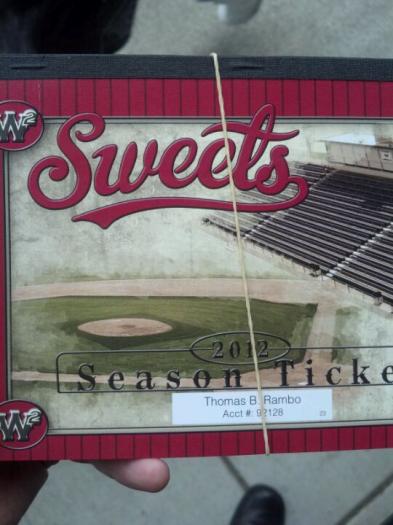 W2
Sweets
2012
Season Ticke
Thomas B. Rambo
Acct #: 92128
W2